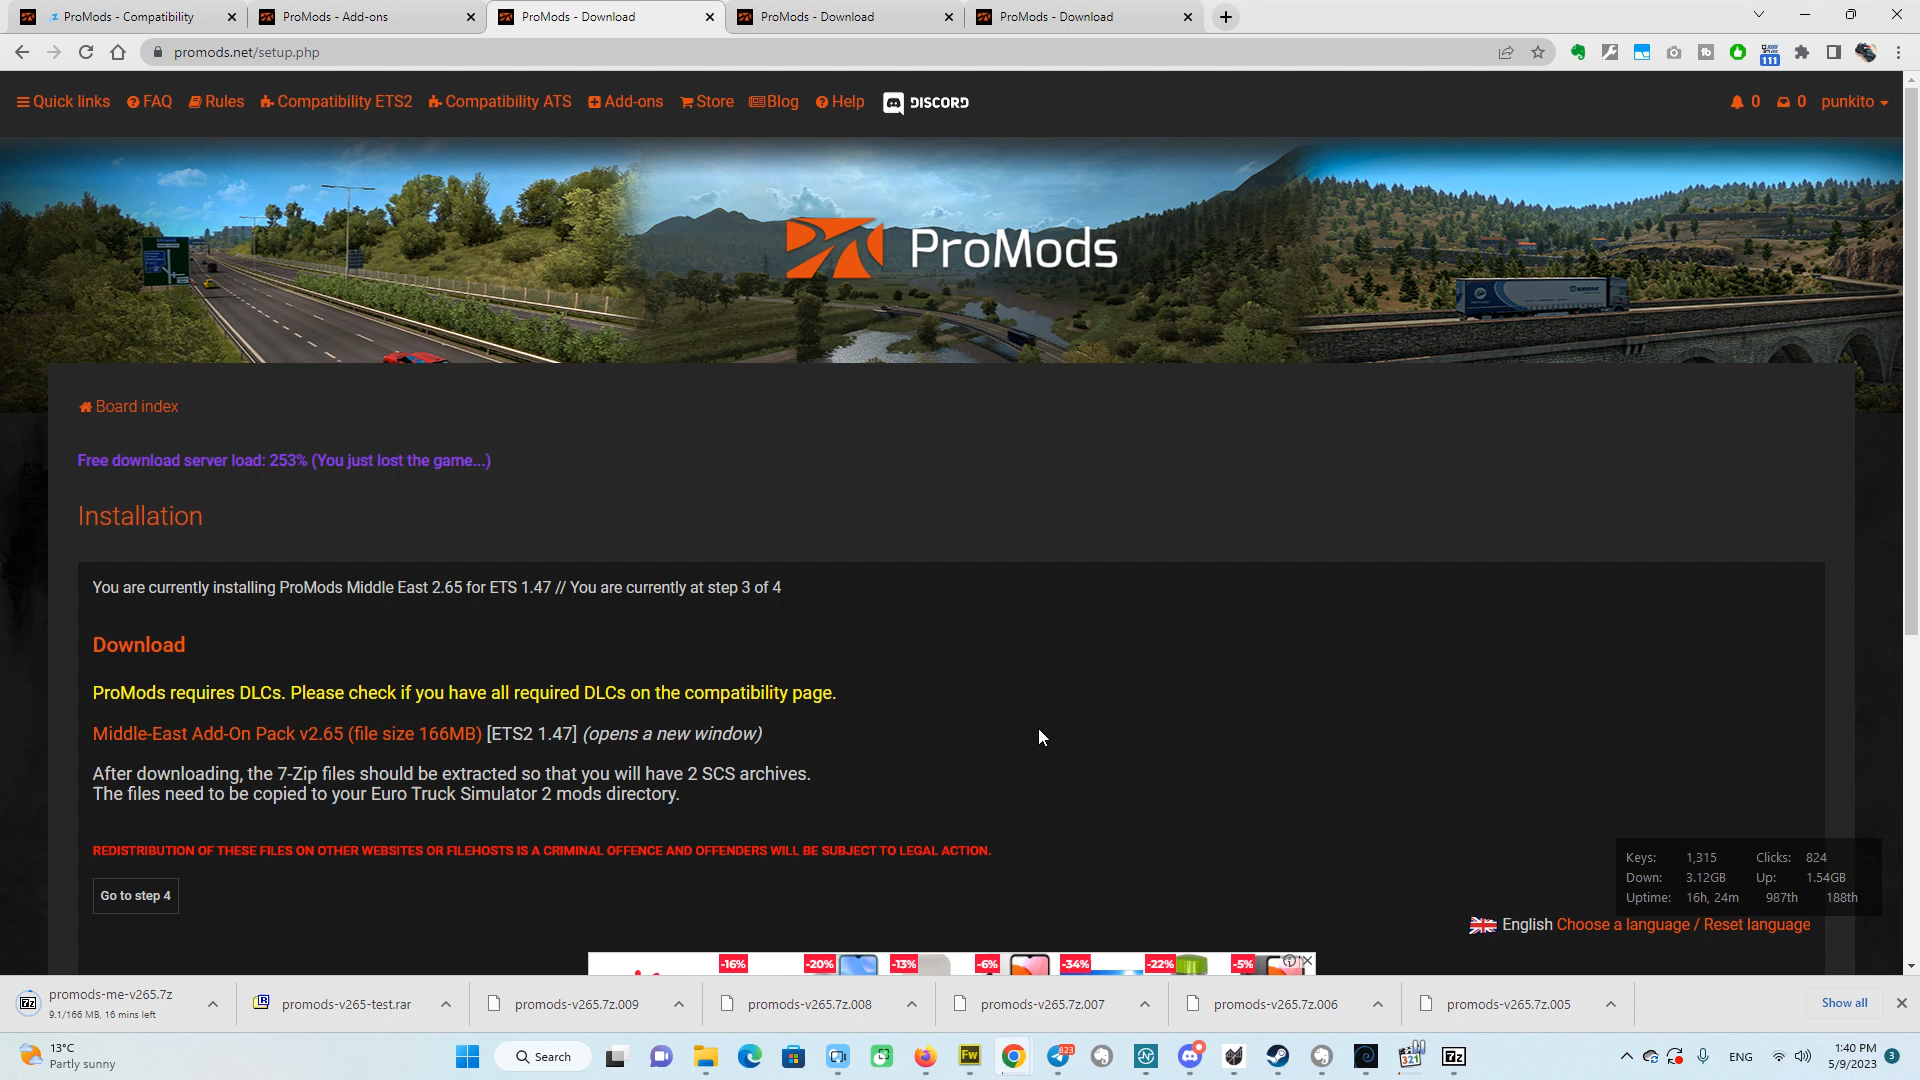 ProMods - Compatibility
ProMods - Add-ons
ProMods - Download
ProMods - Download
ProMods - Download
promods.net/setup.php
111
Quick links
FAQ
Rules
Compatibility ETS2
Compatibility ATS
Add-ons
Store
Blog
Help
DISCORD
0
0
punkito
ProMods
Board index
Free download server load: 253% (You just lost the game...)
Installation
You are currently installing ProMods Middle East 2.65 for ETS 1.47 // You are currently at step 3 of 4
Download
ProMods requires DLCs. Please check if you have all required DLCs on the compatibility page.
Middle-East Add-On Pack v2.65 (file size 166MB) [ETS2 1.47] (opens a new window)
After downloading, the 7-Zip files should be extracted so that you will have 2 SCS archives.
The files need to be copied to your Euro Truck Simulator 2 mods directory.
REDISTRIBUTION OF THESE FILES ON OTHER WEBSITES OR FILEHOSTS IS A CRIMINAL OFFENCE AND OFFENDERS WILL BE SUBJECT TO LEGAL ACTION.
Go to step 4
Keys: 1,315 Clicks: 824
Down: 3.12GB Up: 1.54GB
Uptime: 16h, 24m 987th 188th
English Choose a language / Reset language
-16% -20% -13% -6% -34% -22% -5%
promods-me-v265.7z
9.1/166 MB, 16 mins left
promods-v265-test.rar
promods-v265.7z.009
promods-v265.7z.008
promods-v265.7z.007
promods-v265.7z.006
promods-v265.7z.005
Show all
13°C
Partly sunny
Search
Fw
823
321
7z
ENG
1:40 PM
5/9/2023
3